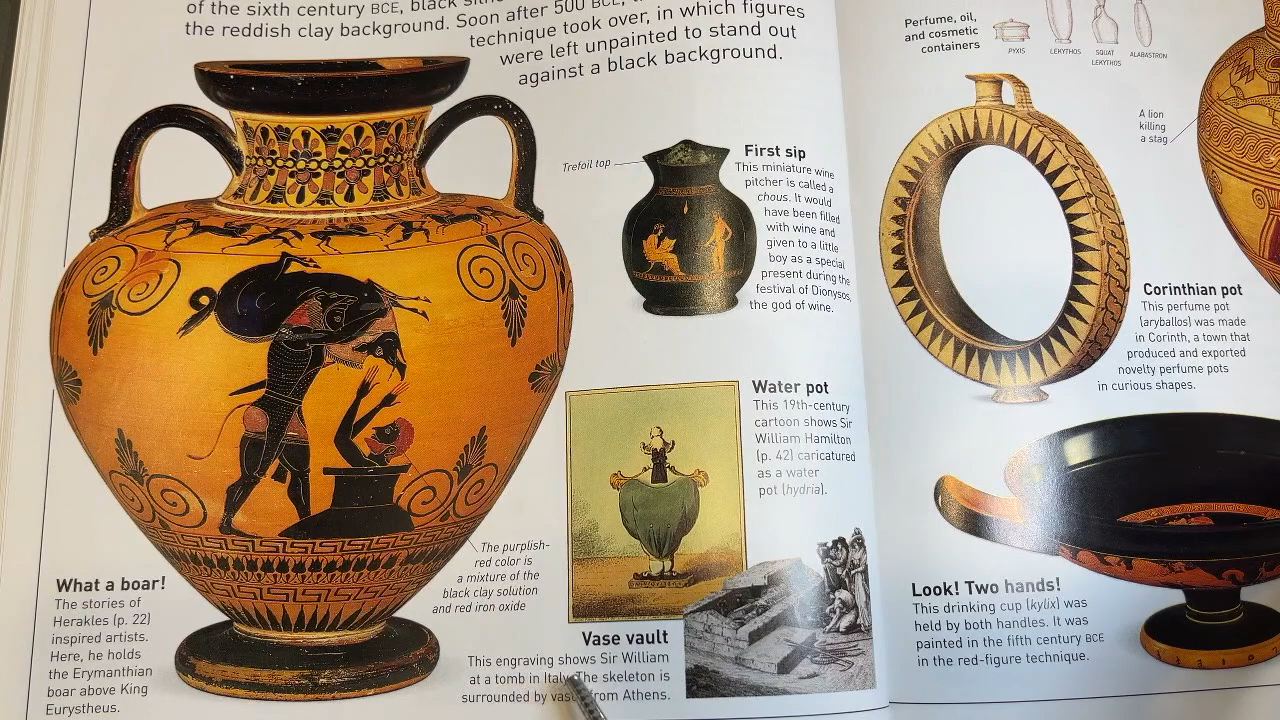 of the sixth century BCE, black
the reddish clay background. Soon after 500 BCE,
technique took over, in which figures
were left unpainted to stand out
against a black background.
Trefoil top
First sip
This miniature wine
pitcher is called a
chous. It would
have been filled
with wine and
given to a little
boy as a special
present during the
festival of Dionysos,
the god of wine.
Water pot
This 19th-century
cartoon shows Sir
William Hamilton
(p. 42) caricatured
as a water
pot (hydria).
The purplish-
red color is
a mixture of the
black clay solution
and red iron oxide
What a boar!
The stories of
Herakles (p. 22)
inspired artists.
Here, he holds
the Erymanthian
boar above King
Eurystheus.
Vase vault
This engraving shows Sir William
at a tomb in Italy. The skeleton is
surrounded by vases from Athens.
Perfume, oil,
and cosmetic
containers
PYXIS
LEKYTHOS
SQUAT
LEKYTHOS
ALABASTRON
A lion
killing
a stag
Corinthian pot
This perfume pot
(aryballos) was made
in Corinth, a town that
produced and exported
novelty perfume pots
in curious shapes.
Look! Two hands!
This drinking cup (kylix) was
held by both handles. It was
painted in the fifth century BCE
in the red-figure technique.